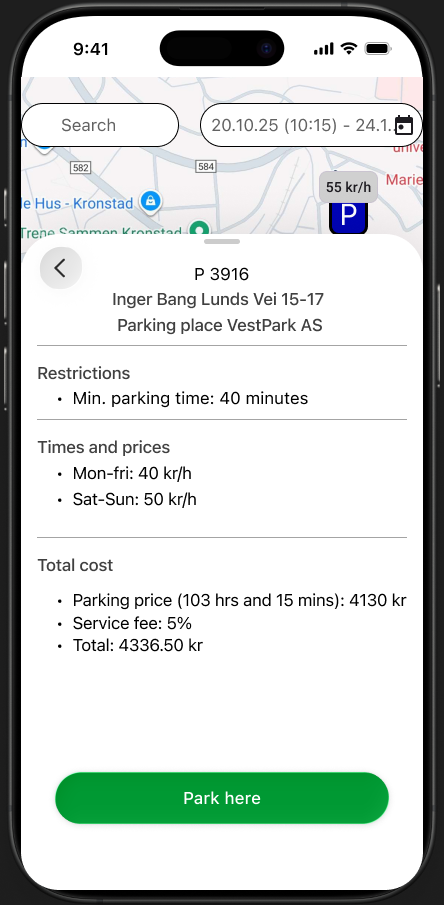 9:41
Search
20.10.25 (10:15) - 24.1..
582
584
55 kr/h
P
Marie
e Hus - Kronstad
Trene Sammen Kronstad
P 3916
Inger Bang Lunds Vei 15-17
Parking place VestPark AS
Restrictions
• Min. parking time: 40 minutes
Times and prices
• Mon-fri: 40 kr/h
• Sat-Sun: 50 kr/h
Total cost
• Parking price (103 hrs and 15 mins): 4130 kr
• Service fee: 5%
• Total: 4336.50 kr
Park here